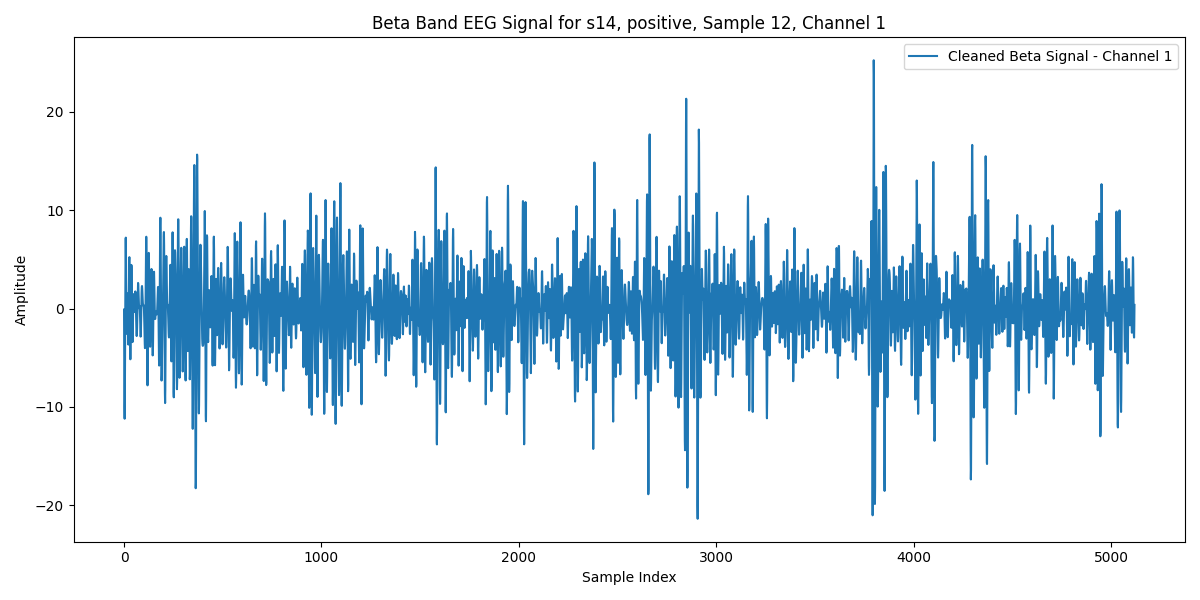 Beta Band EEG Signal for s14, positive, Sample 12, Channel 1
Cleaned Beta Signal - Channel 1
Amplitude
20
10
0
−10
−20
0
1000
2000
3000
4000
5000
Sample Index